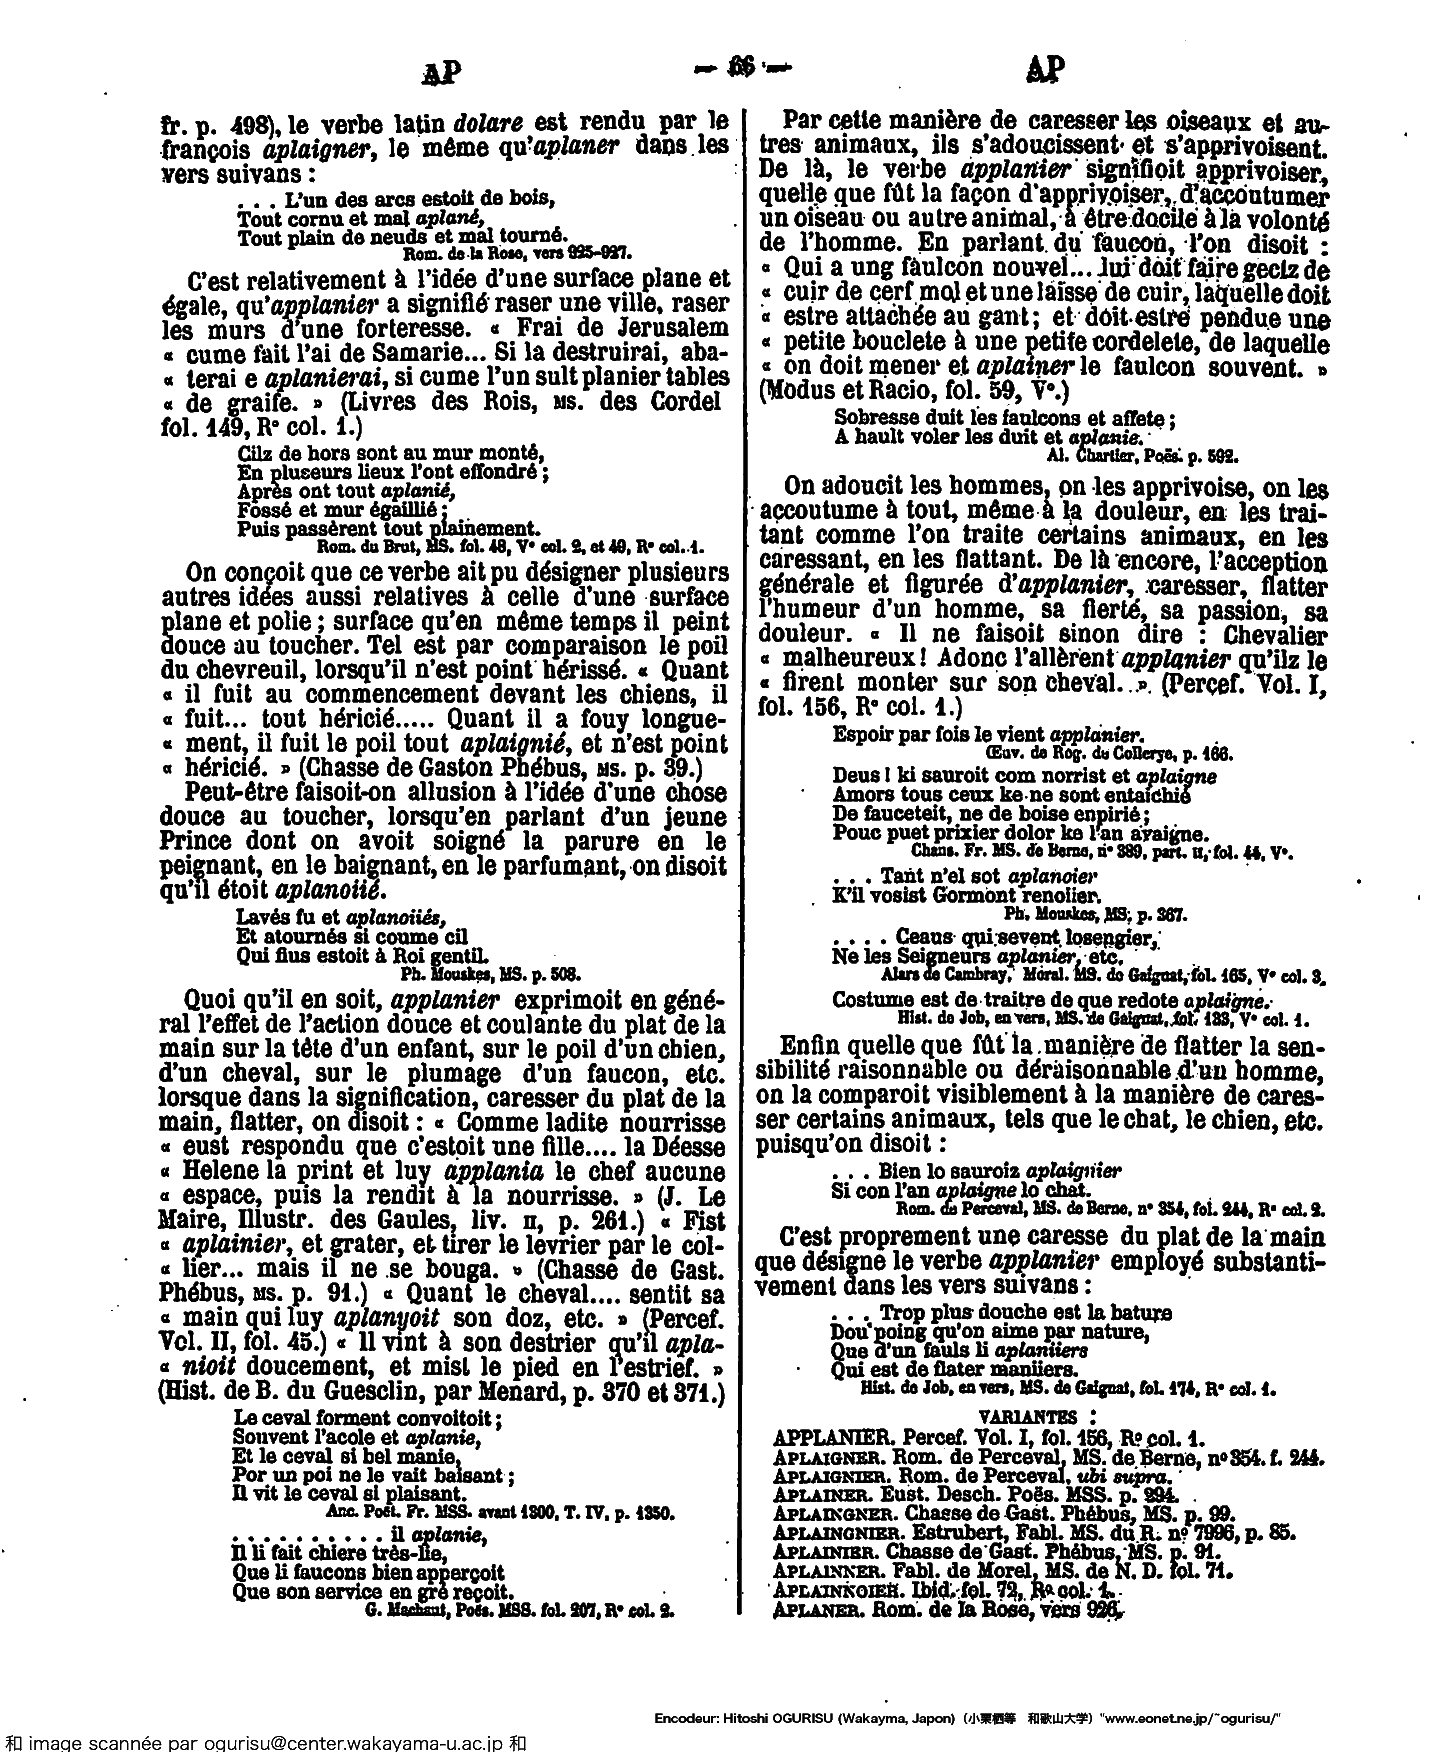 AP — 66 — AP
fr. p. 498), le verbe latin dolare est rendu par le
françois aplaigner, le même qu'aplaner dans les
vers suivans :
. . . L'un des arcs estoit de bois,
Tout cornu et mal aplané,
Tout plain de neuds et mal tourné.
Rom. de la Rose, vers 925-927.
C'est relativement à l'idée d'une surface plane et
égale, qu'applanier a signifié raser une ville, raser
les murs d'une forteresse. « Frai de Jerusalem
« cume fait l'ai de Samarie... Si la destruirai, aba-
« terai e aplanierai, si cume l'un sult planier tables
« de graife. » (Livres des Rois, MS. des Cordel
fol. 149, R° col. 1.)
Cilz de hors sont au mur monté,
En pluseurs lieux l'ont effondré ;
Après ont tout aplanié,
Fossé et mur égaillié ;
Puis passèrent tout plainement.
Rom. du Brut, MS. fol. 48, V° col. 2, et 49, R° col. 1.
On conçoit que ce verbe ait pu désigner plusieurs
autres idées aussi relatives à celle d'une surface
plane et polie ; surface qu'en même temps il peint
douce au toucher. Tel est par comparaison le poil
du chevreuil, lorsqu'il n'est point hérissé. « Quant
« il fuit au commencement devant les chiens, il
« fuit... tout héricié..... Quant il a fouy longue-
« ment, il fuit le poil tout aplaignié, et n'est point
« héricié. » (Chasse de Gaston Phébus, MS. p. 39.)
Peut-être faisoit-on allusion à l'idée d'une chose
douce au toucher, lorsqu'en parlant d'un jeune
Prince dont on avoit soigné la parure en le
peignant, en le baignant, en le parfumant, on disoit
qu'il étoit aplanoiié.
Lavés fu et aplanoiiés,
Et atournés si coume cil
Qui fius estoit à Roi gentil.
Ph. Mouskes, MS. p. 508.
Quoi qu'il en soit, applanier exprimoit en géné-
ral l'effet de l'action douce et coulante du plat de la
main sur la tête d'un enfant, sur le poil d'un chien,
d'un cheval, sur le plumage d'un faucon, etc.
lorsque dans la signification, caresser du plat de la
main, flatter, on disoit : « Comme ladite nourrisse
« eust respondu que c'estoit une fille.... la Déesse
« Helene la print et luy applania le chef aucune
« espace, puis la rendit à la nourrisse. » (J. Le
Maire, Illustr. des Gaules, liv. II, p. 261.) « Fist
« aplainier, et grater, et tirer le levrier par le col-
« lier... mais il ne se bouga. » (Chasse de Gast.
Phébus, MS. p. 91.) « Quant le cheval.... sentit sa
« main qui luy aplanyoit son doz, etc. » (Percef.
Vol. II, fol. 45.) « Il vint à son destrier qu'il apla-
« nioit doucement, et mist le pied en l'estrief. »
(Hist. de B. du Guesclin, par Menard, p. 370 et 371.)
Le ceval forment convoitoit ;
Souvent l'acole et aplanie,
Et le ceval si bel manie,
Por un poi ne le vait baisant ;
Il vit le ceval si plaisant.
Anc. Poët. Fr. MSS. avant 1300, T. IV, p. 1350.
. . . . . . . . . . il aplanie,
Il li fait chiere très-lie,
Que li faucons bien apperçoit
Que son service en gré reçoit.
G. Machaut, Poës. MSS. fol. 207, R° col. 2.
Par cette manière de caresser les oiseaux et au-
tres animaux, ils s'adoucissent et s'apprivoisent.
De là, le verbe applanier signifioit apprivoiser,
quelle que fût la façon d'apprivoiser, d'accoutumer
un oiseau ou autre animal, à être docile à la volonté
de l'homme. En parlant du faucon, l'on disoit :
« Qui a ung faulcon nouvel... lui doit faire gectz de
« cuir de cerf mol et une laisse de cuir, laquelle doit
« estre attachée au gant ; et doit estre pendue une
« petite bouclete à une petite cordelete, de laquelle
« on doit mener et aplainer le faulcon souvent. »
(Modus et Racio, fol. 59, V°.)
Sobresse duit les faulcons et affete ;
A hault voler les duit et aplanie.
Al. Chartier, Poës. p. 592.
On adoucit les hommes, on les apprivoise, on les
accoutume à tout, même à la douleur, en les trai-
tant comme l'on traite certains animaux, en les
caressant, en les flattant. De là encore, l'acception
générale et figurée d'applanier, caresser, flatter
l'humeur d'un homme, sa fierté, sa passion, sa
douleur. « Il ne faisoit sinon dire : Chevalier
« malheureux ! Adonc l'allèrent applanier qu'ilz le
« firent monter sur son cheval. » (Percef. Vol. I,
fol. 156, R° col. 1.)
Espoir par fois le vient applanier.
Œuv. de Rog. de Collerye, p. 166.
Deus ! ki sauroit com norrist et aplaigne
Amors tous ceux ke ne sont entaichié
De fauceteit, ne de boise enpirié ;
Pouc puet prixier dolor ke l'an avaigne.
Chans. Fr. MS. de Berne, n° 389, part. II, fol. 44, V°.
. . . Tant n'el sot aplanoier
K'il vosist Gormont renoiier.
Ph. Mouskes, MS, p. 367.
. . . . Ceaus qui sevent losengier,
Ne les Seigneurs aplanier, etc.
Alars de Cambray, Moral. MS. de Gaignat, fol. 165, V° col. 3.
Costume est de traitre de que redote aplaigne.
Hist. de Job, en vers, MS. de Gaignat, fol. 133, V° col. 1.
Enfin quelle que fût la manière de flatter la sen-
sibilité raisonnable ou déraisonnable d'un homme,
on la comparoit visiblement à la manière de cares-
ser certains animaux, tels que le chat, le chien, etc.
puisqu'on disoit :
. . . Bien lo sauroiz aplaignier
Si con l'an aplaigne lo chat.
Rom. de Perceval, MS. de Berne, n° 354, fol. 244, R° col. 2.
C'est proprement une caresse du plat de la main
que désigne le verbe applanier employé substanti-
vement dans les vers suivans :
. . . Trop plus douche est la bature
Dou poing qu'on aime par nature,
Que d'un fauls li aplaniiers
Qui est de flater maniiers.
Hist. de Job, en vers, MS. de Gaignat, fol. 174, R° col. 1.
VARIANTES :
APPLANIER. Percef. Vol. I, fol. 156, R° col. 1.
APLAIGNER. Rom. de Perceval, MS. de Berne, n° 354. f. 244.
APLAIGNIER. Rom. de Perceval, ubi supra.
APLAINER. Eust. Desch. Poës. MSS. p. 294.
APLAINGNER. Chasse de Gast. Phébus, MS. p. 99.
APLAINGNIER. Estrubert, Fabl. MS. du R. n° 7996, p. 85.
APLAINIER. Chasse de Gast. Phébus, MS. p. 91.
APLAINNER. Fabl. de Morel, MS. de N. D. fol. 71.
APLAINNOIER. Ibid. fol. 72, R° col. 1.
APLANER. Rom. de la Rose, vers 926.
Encodeur: Hitoshi OGURISU (Wakayma, Japon) (小栗栖等 和歌山大学) "www.eonet.ne.jp/~ogurisu/"
和 image scannée par ogurisu@center.wakayama-u.ac.jp 和